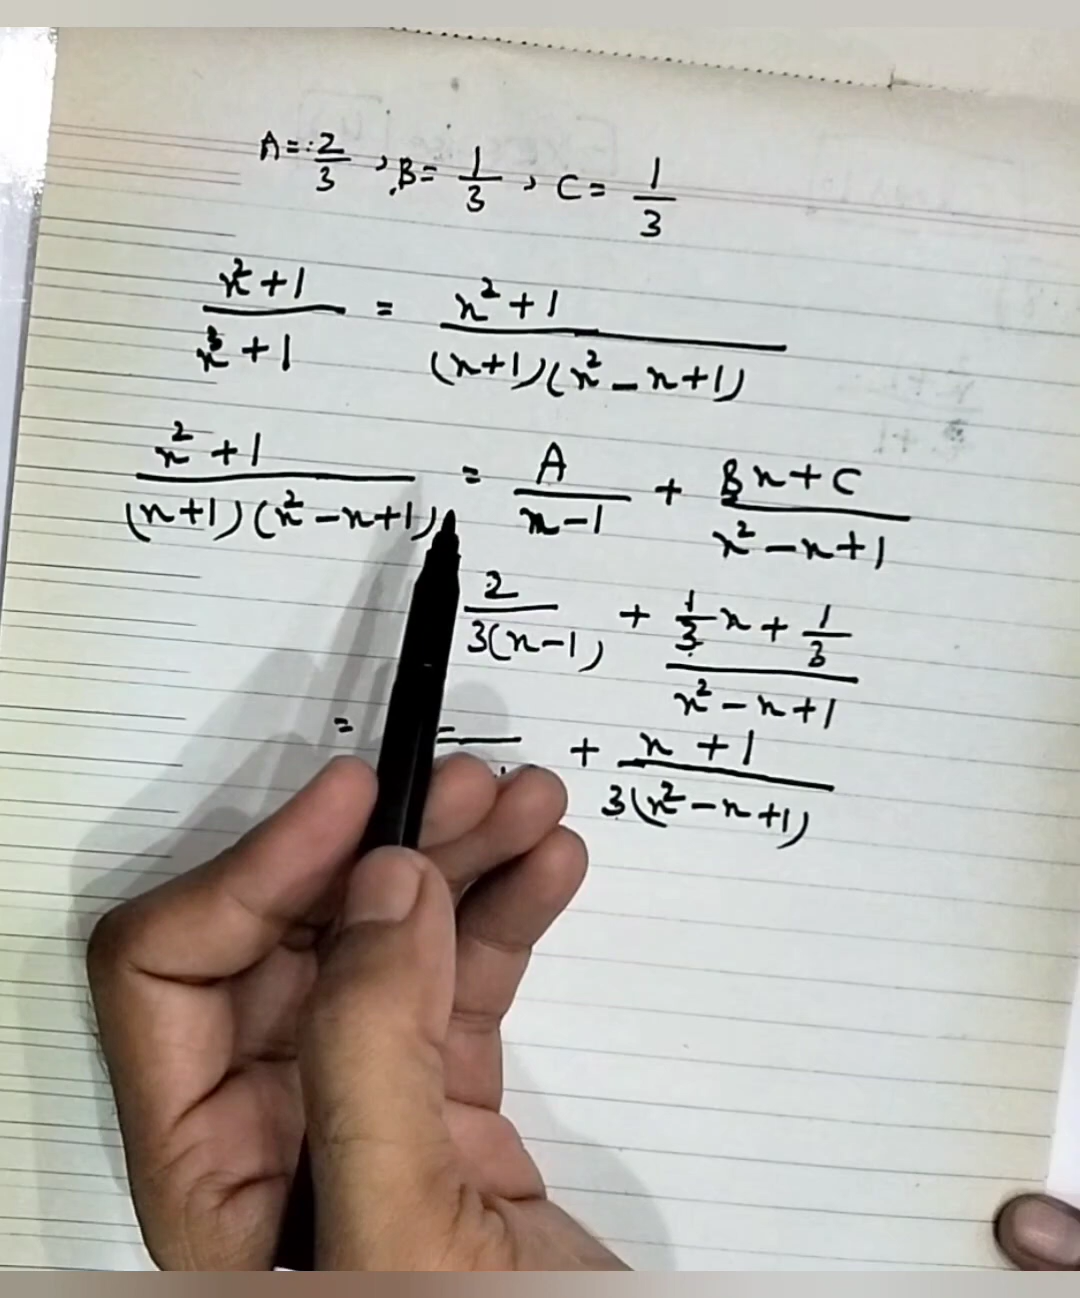 A = 2/3 , B = 1/3 , C = 1/3
x²+1 / x³+1 = x²+1 / (x+1)(x²-x+1)
x²+1 / (x+1)(x²-x+1) = A / x-1 + Bx+C / x²-x+1
2 / 3(x-1) + 1/3 x + 1/3 / x²-x+1
= + x+1 / 3(x²-x+1)